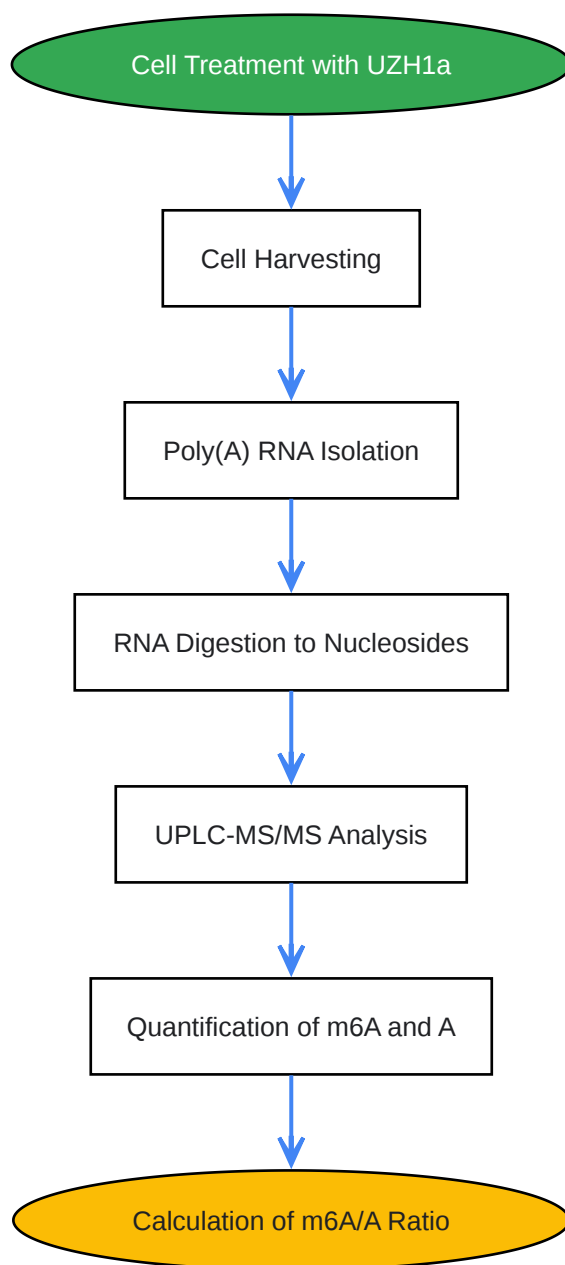 Cell Treatment with UZH1a
Cell Harvesting
Poly(A) RNA Isolation
RNA Digestion to Nucleosides
UPLC-MS/MS Analysis
Quantification of m6A and A
Calculation of m6A/A Ratio